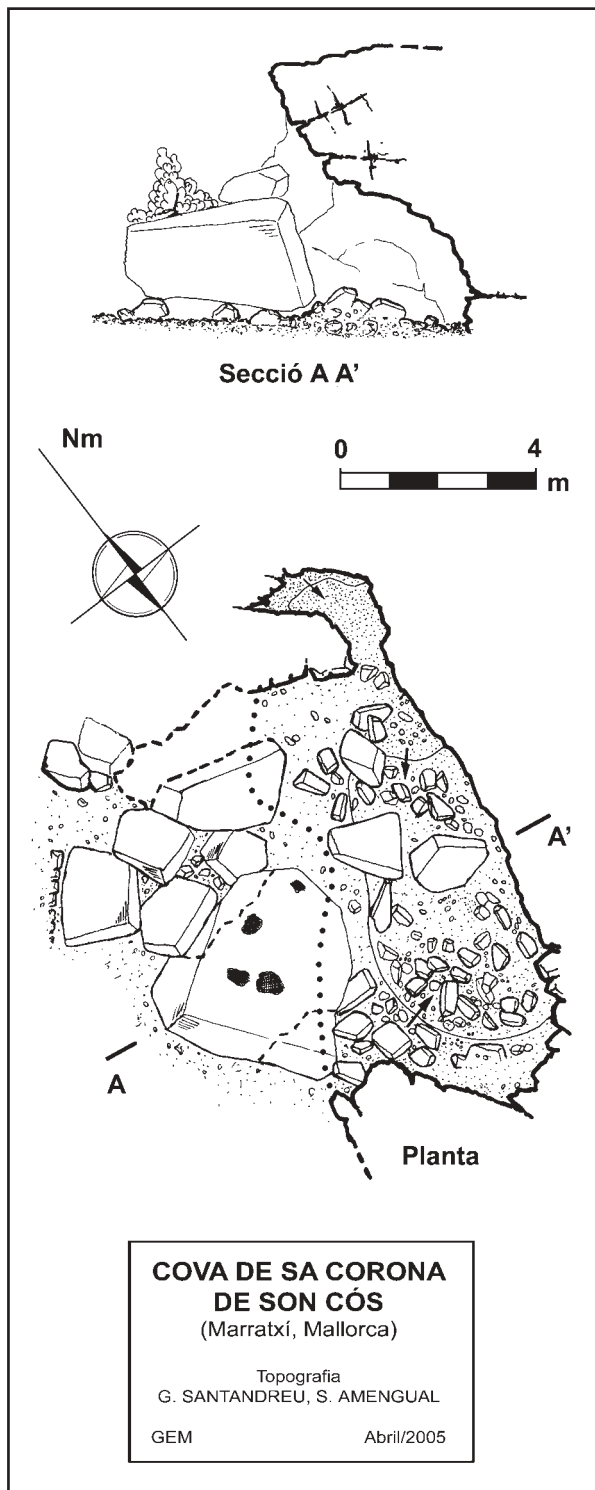 Secció A A'
Nm
0 4
m
A'
A
Planta
COVA DE SA CORONA
DE SON CÓS
(Marratxí, Mallorca)
Topografia
G. SANTANDREU, S. AMENGUAL
GEM Abril/2005